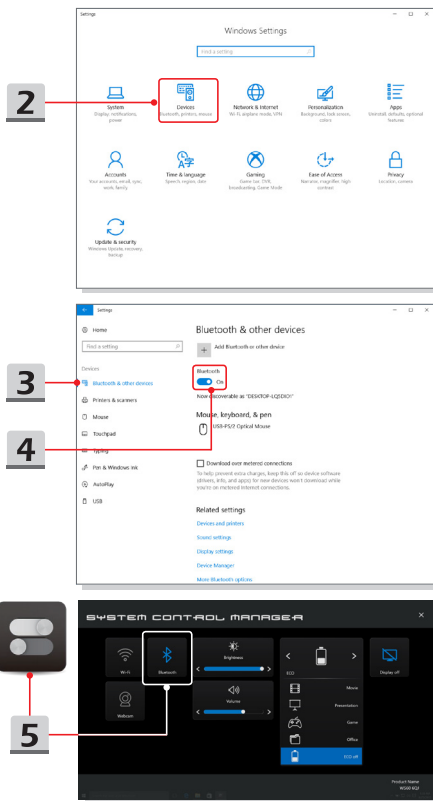 Settings
Windows Settings
Find a setting
2
System
Display, notifications,
power
Devices
Bluetooth, printers, mouse
Network & Internet
Wi-Fi, airplane mode, VPN
Personalization
Background, lock screen,
colors
Apps
Uninstall, defaults, optional
features
Accounts
Your accounts, email, sync,
work, family
Time & language
Speech, region, date
Gaming
Game bar, DVR,
broadcasting, Game Mode
Ease of Access
Narrator, magnifier, high
contrast
Privacy
Location, camera
Update & security
Windows Update, recovery,
backup
Settings
Home
Find a setting
Devices
3
Bluetooth & other devices
Printers & scanners
Mouse
Touchpad
4
Typing
Pen & Windows Ink
AutoPlay
USB
Bluetooth & other devices
Add Bluetooth or other device
Bluetooth
On
Now discoverable as
Mouse, keyboard, & pen
USB-PS/2 Optical Mouse
Download over metered connections
To help prevent extra charges, keep this off so device software
(drivers, info, and apps) for new devices won't download while
you're on metered Internet connections.
Related settings
Devices and printers
Sound settings
Display settings
Device Manager
More Bluetooth options
SYSTEM CONTROL MANAGER
5
Wi-Fi
Bluetooth
Brightness
Webcam
Volume
ECO
Movie
Presentation
Game
Office
ECO off
Display off
Product Name